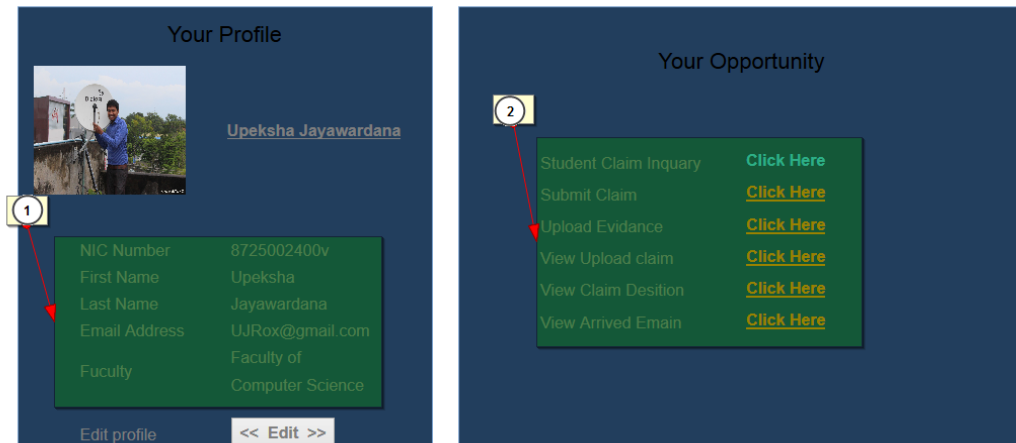 Your Profile
Upeksha Jayawardana
1
NIC Number 8725002400v
First Name Upeksha
Last Name Jayawardana
Email Address UJRox@gmail.com
Fuculty Faculty of
Computer Science
Edit profile << Edit >>
Your Opportunity
2
Student Claim Inquary Click Here
Submit Claim Click Here
Upload Evidance Click Here
View Upload claim Click Here
View Claim Desition Click Here
View Arrived Emain Click Here